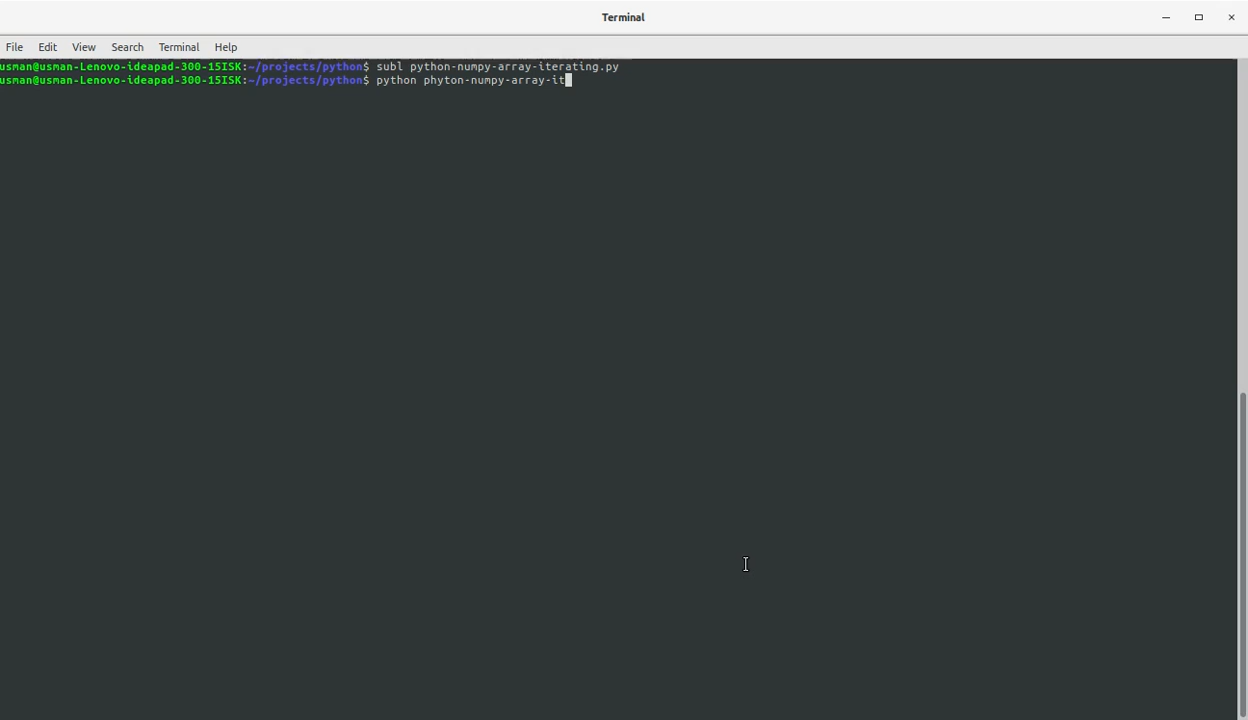 Terminal
File Edit View Search Terminal Help
usman@usman-Lenovo-ideapad-300-15ISK:~/projects/python$ subl python-numpy-array-iterating.py
usman@usman-Lenovo-ideapad-300-15ISK:~/projects/python$ python phyton-numpy-array-it